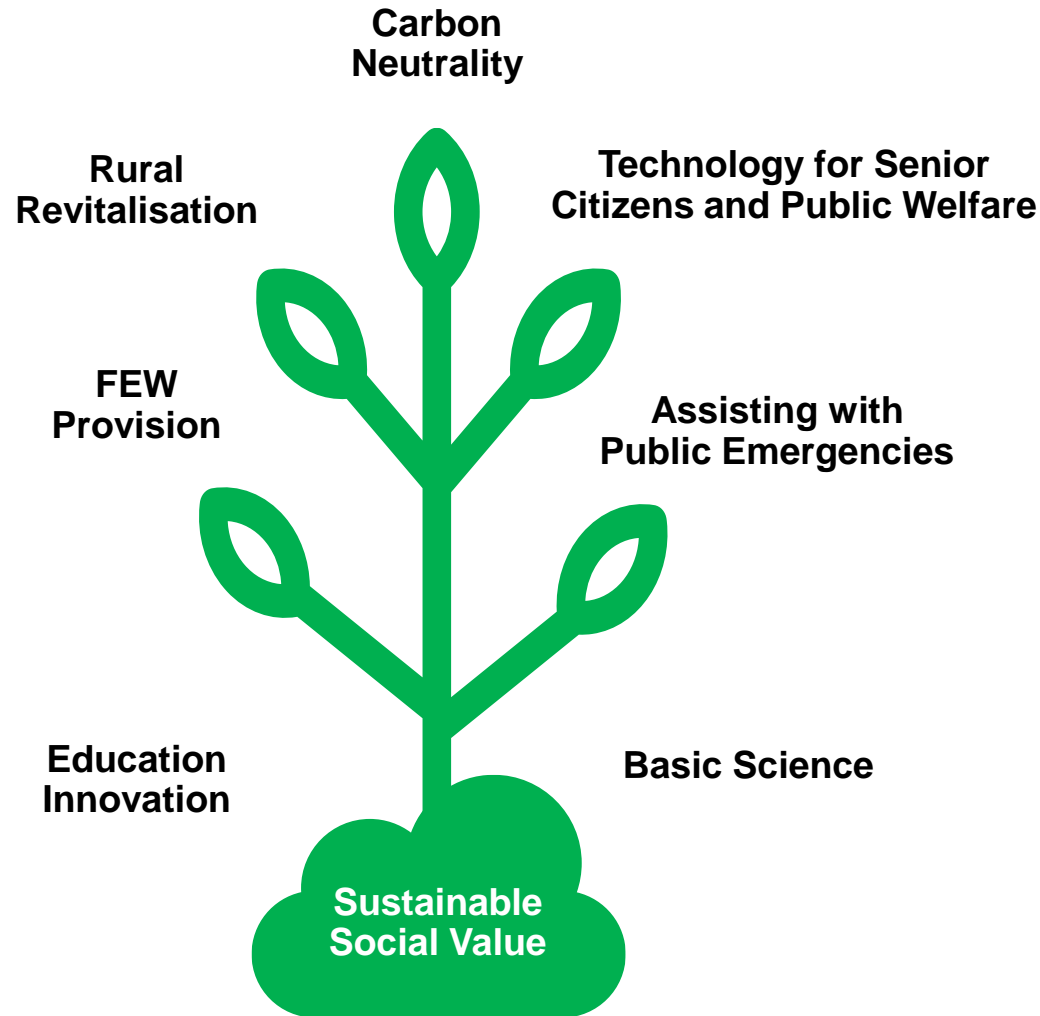 Carbon
Neutrality
Rural
Revitalisation
Technology for Senior
Citizens and Public Welfare
FEW
Provision
Assisting with
Public Emergencies
Education
Innovation
Basic Science
Sustainable
Social Value